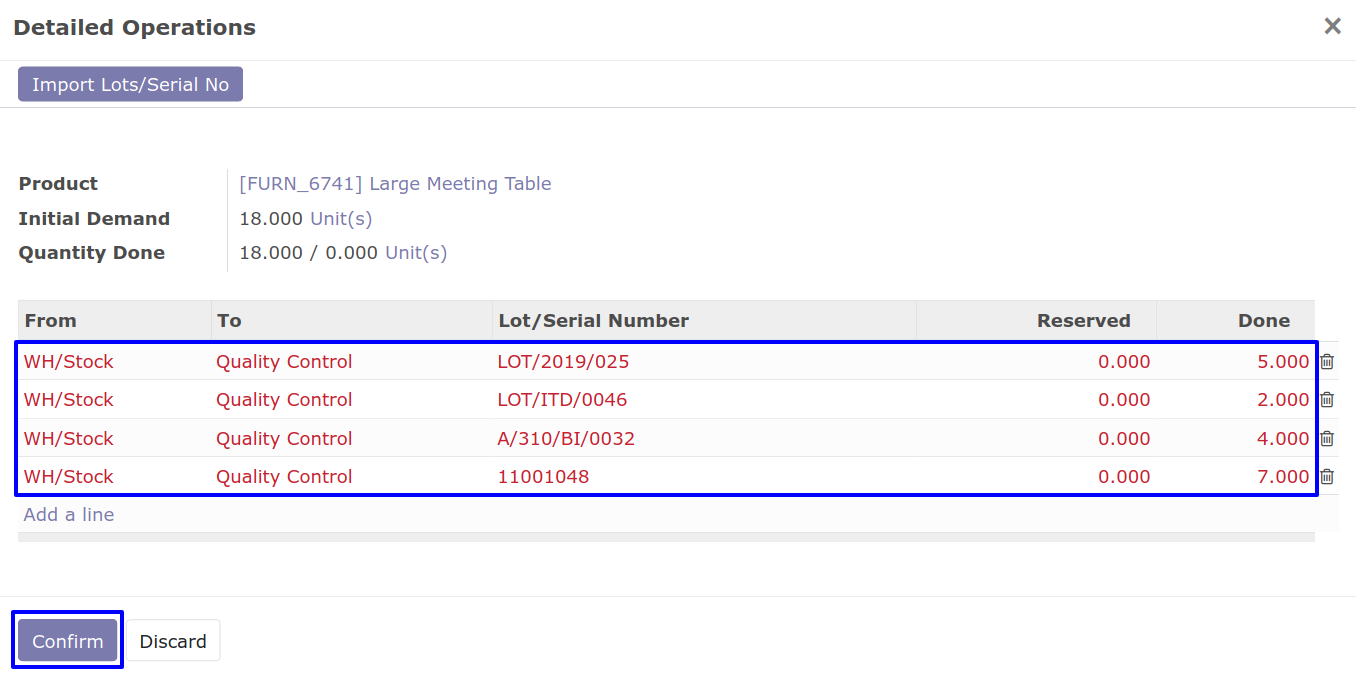 Detailed Operations
Import Lots/Serial No
Product [FURN_6741] Large Meeting Table
Initial Demand 18.000 Unit(s)
Quantity Done 18.000 / 0.000 Unit(s)
From To Lot/Serial Number Reserved Done
WH/Stock Quality Control LOT/2019/025 0.000 5.000
WH/Stock Quality Control LOT/ITD/0046 0.000 2.000
WH/Stock Quality Control A/310/BI/0032 0.000 4.000
WH/Stock Quality Control 11001048 0.000 7.000
Add a line
Confirm Discard